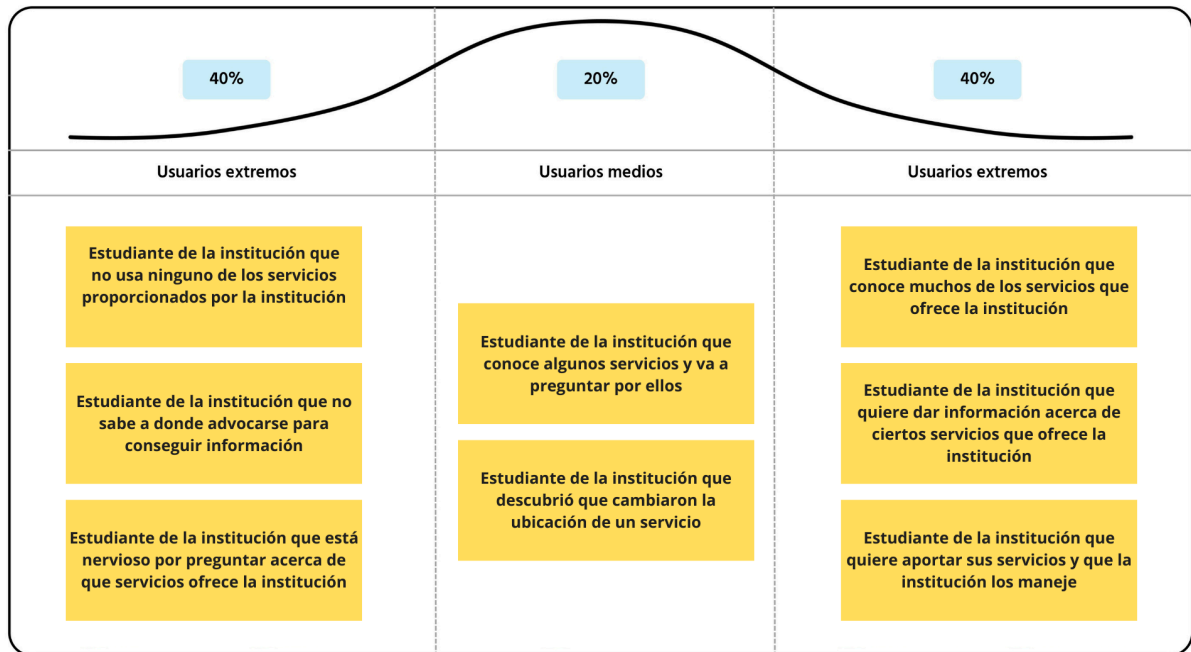 40%
20%
40%
Usuarios extremos
Usuarios medios
Usuarios extremos
Estudiante de la institución que
no usa ninguno de los servicios
proporcionados por la institución
Estudiante de la institución que no
sabe a donde advocarse para
conseguir información
Estudiante de la institución que está
nervioso por preguntar acerca de
que servicios ofrece la institución
Estudiante de la institución que
conoce algunos servicios y va a
preguntar por ellos
Estudiante de la institución que
descubrió que cambiaron la
ubicación de un servicio
Estudiante de la institución que
conoce muchos de los servicios que
ofrece la institución
Estudiante de la institución que
quiere dar información acerca de
ciertos servicios que ofrece la
institución
Estudiante de la institución que
quiere aportar sus servicios y que la
institución los maneje